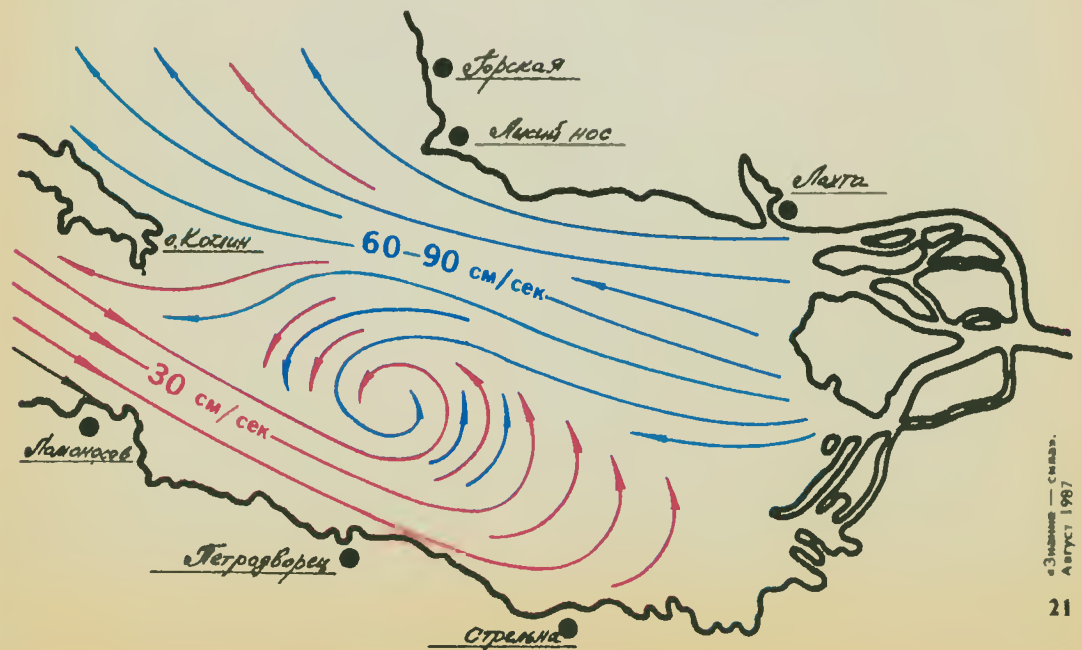 Горская
Лисий нос
Лахта
о. Котлин
60–90 см/сек
30 см/сек
Ломоносов
Петродворец
Стрельна
«Знание — сила».
Август 1987
21